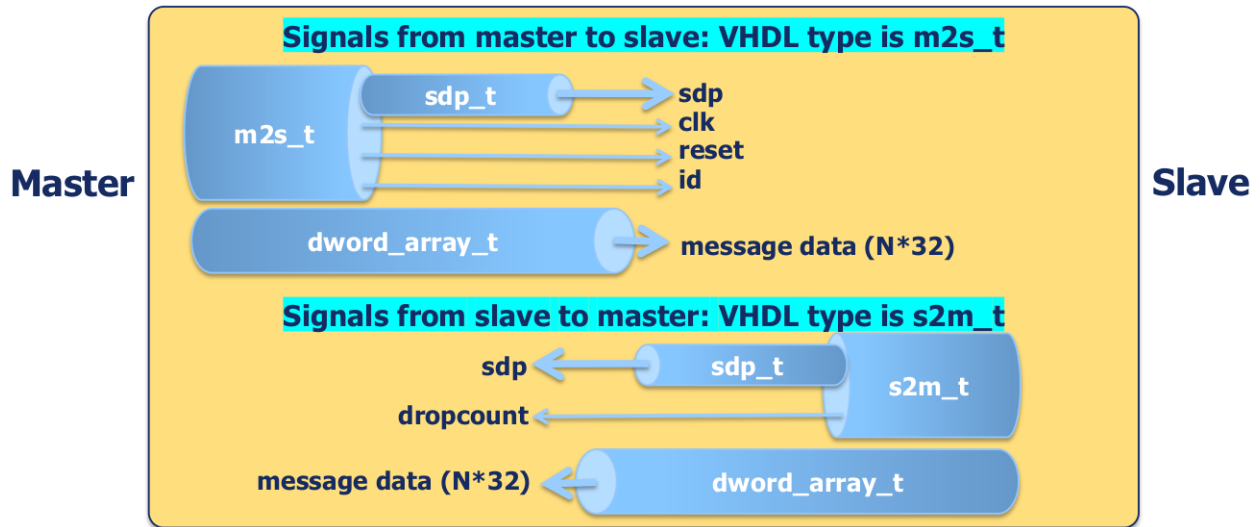 Signals from master to slave: VHDL type is m2s_t
sdp_t
sdp
clk
m2s_t
reset
id
Master
Slave
dword_array_t
message data (N*32)
Signals from slave to master: VHDL type is s2m_t
sdp
sdp_t
s2m_t
dropcount
message data (N*32)
dword_array_t